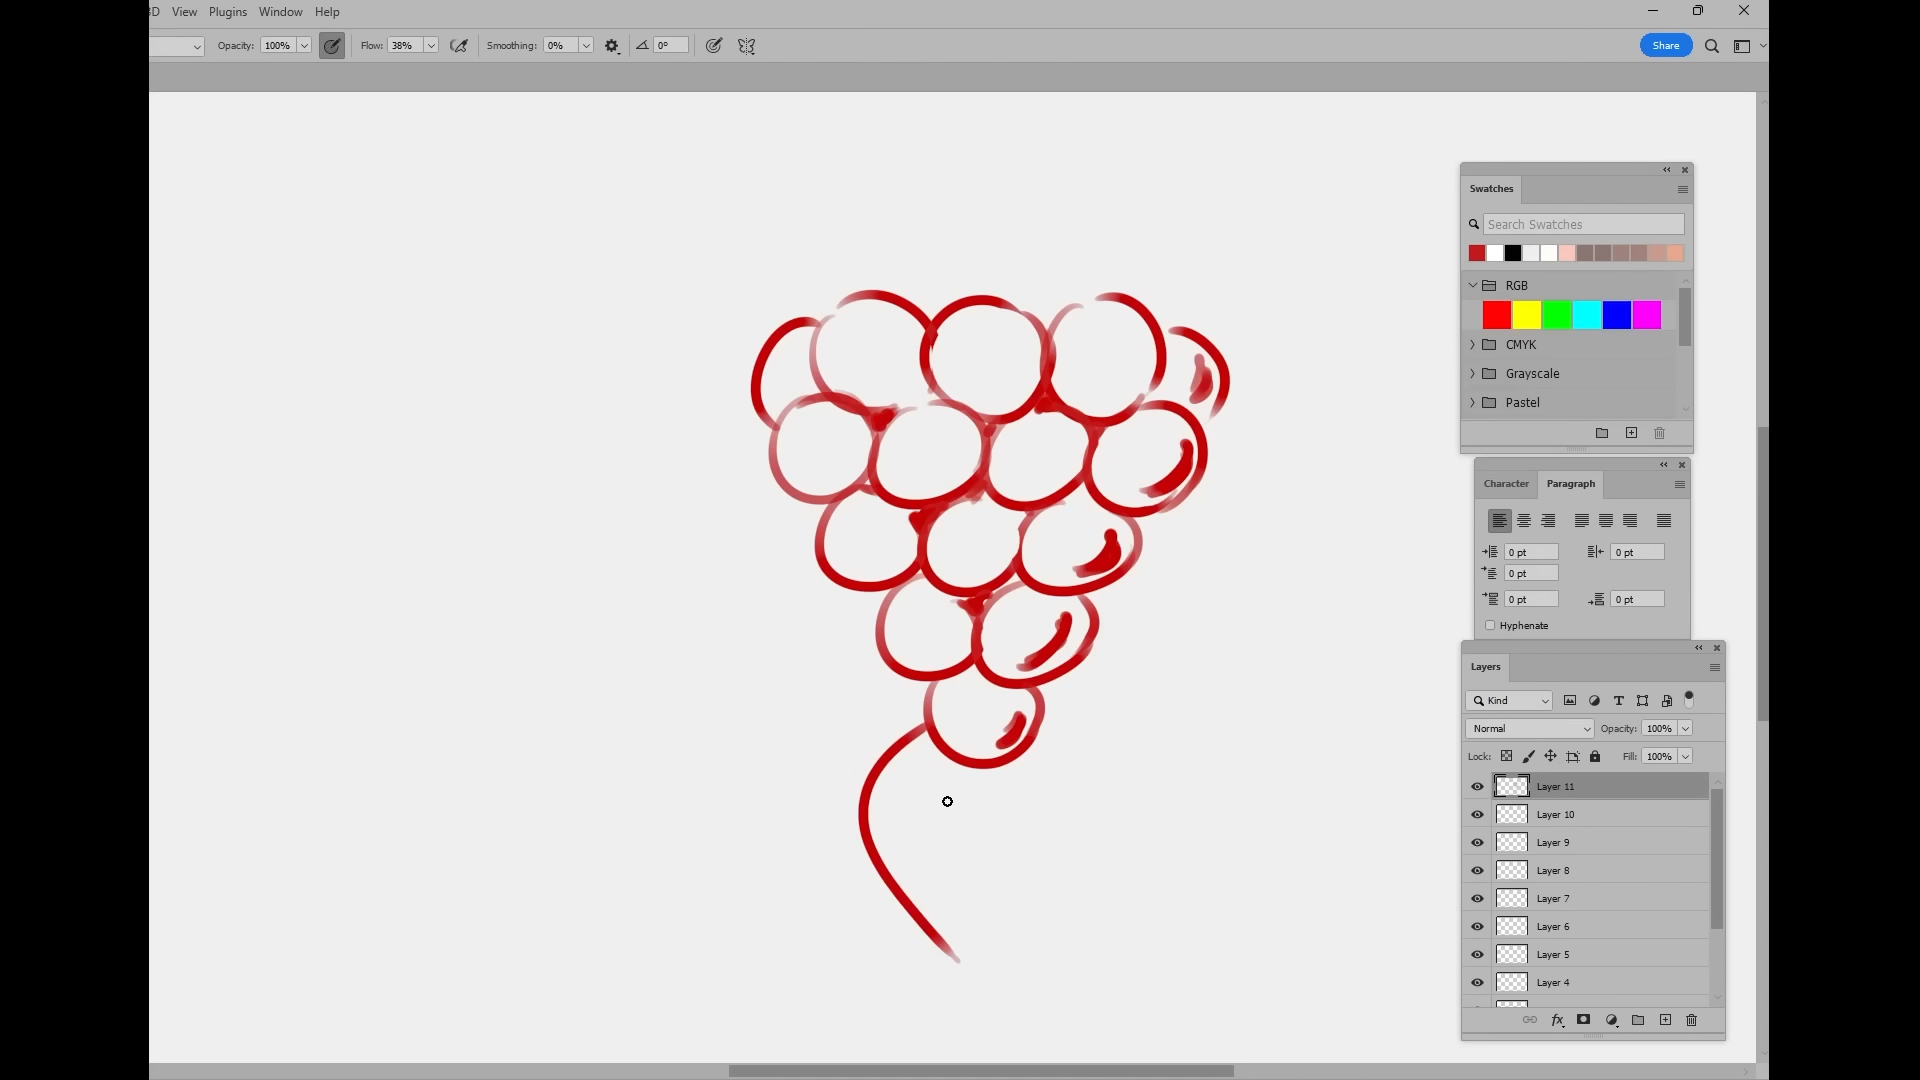 3D View Plugins Window Help
Opacity: 100% Flow: 38% Smoothing: 0% 0° Share
Swatches
Search Swatches
RGB
CMYK
Grayscale
Pastel
Character Paragraph
0 pt 0 pt
0 pt
0 pt 0 pt
Hyphenate
Layers
Kind
Normal Opacity: 100%
Lock: Fill: 100%
Layer 11
Layer 10
Layer 9
Layer 8
Layer 7
Layer 6
Layer 5
Layer 4
fx